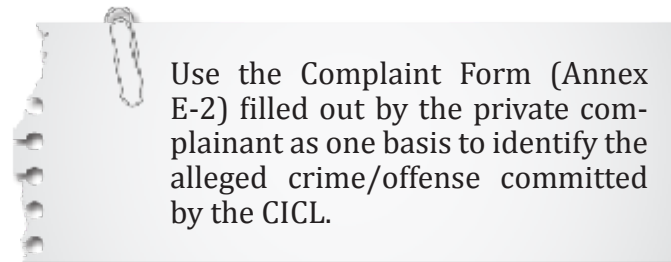 Use the Complaint Form (Annex
E-2) filled out by the private com-
plainant as one basis to identify the
alleged crime/offense committed
by the CICL.